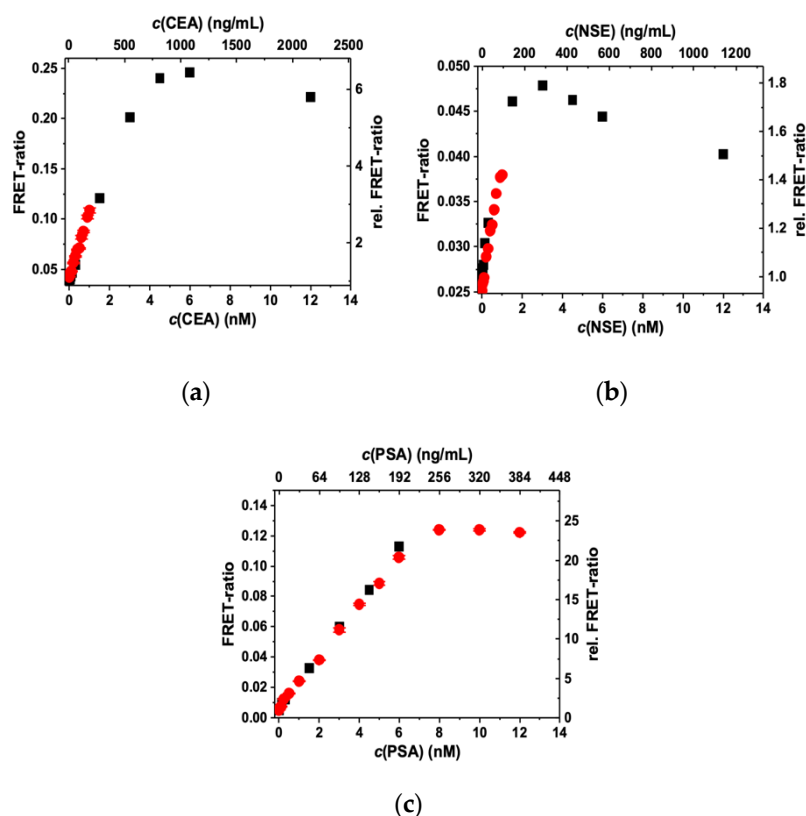 c(CEA) (ng/mL)
0 500 1000 1500 2000 2500
0.25
0.20
0.15
0.10
0.05
FRET-ratio
6
4
2
rel. FRET-ratio
0 2 4 6 8 10 12 14
c(CEA) (nM)
(a)
c(NSE) (ng/mL)
0 200 400 600 800 1000 1200
0.050
0.045
0.040
0.035
0.030
0.025
FRET-ratio
1.8
1.6
1.4
1.2
1.0
rel. FRET-ratio
0 2 4 6 8 10 12 14
c(NSE) (nM)
(b)
c(PSA) (ng/mL)
0 64 128 192 256 320 384 448
0.14
0.12
0.10
0.08
0.06
0.04
0.02
0.00
FRET-ratio
25
20
15
10
5
0
rel. FRET-ratio
0 2 4 6 8 10 12 14
c(PSA) (nM)
(c)